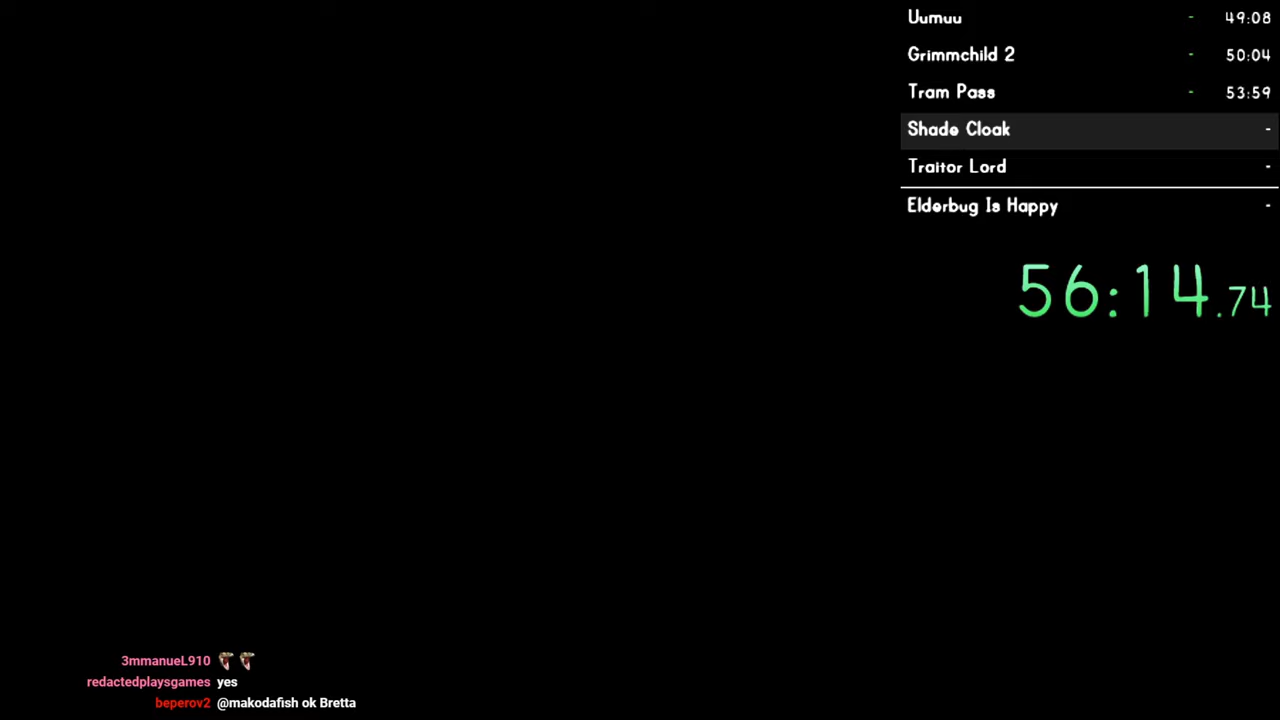 Uumuu - 49:08
Grimmchild 2 - 50:04
Tram Pass - 53:59
Shade Cloak -
Traitor Lord -
Elderbug Is Happy -
56:14.74
3mmanueL910
redactedplaysgames yes
beperov2 @makodafish ok Bretta